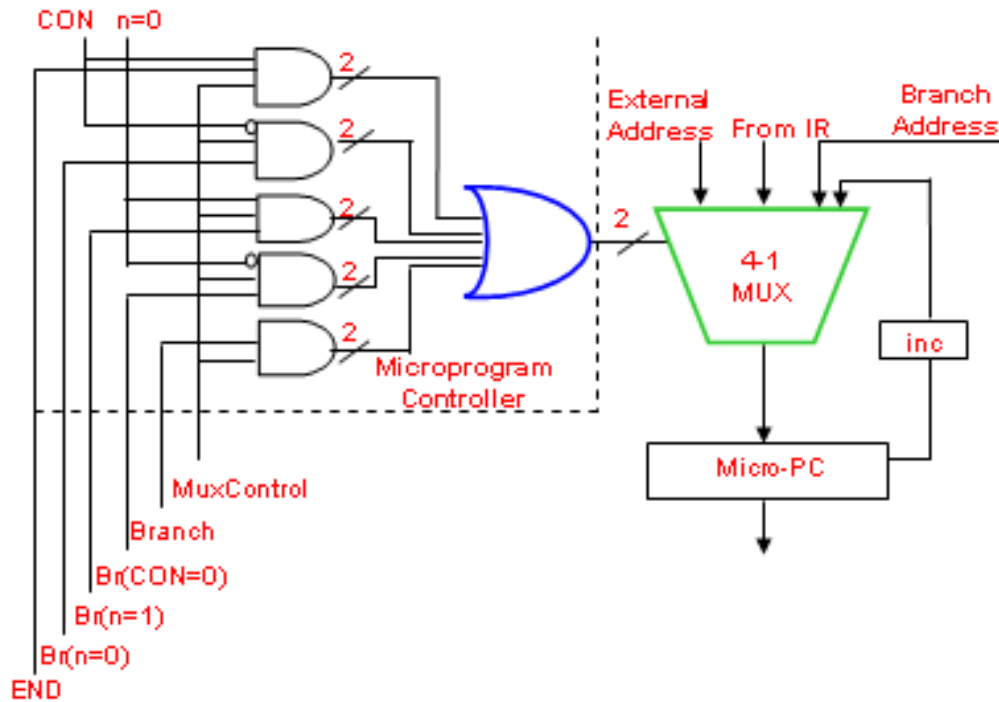 CON n=0
2
2
2
2
2
External
Address
From IR
Branch
Address
2
4-1
MUX
inc
Microprogram
Controller
Micro-PC
MuxControl
Branch
Br(CON=0)
Br(n=1)
Br(n=0)
END